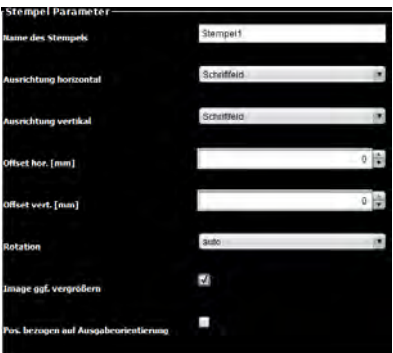 Stempel Parameter
Name des Stempels Stempel1
Ausrichtung horizontal Schriftfeld
Ausrichtung vertikal Schriftfeld
Offset hor. [mm] 0
Offset vert. [mm] 0
Rotation auto
Image ggf. vergrößern
Pos. bezogen auf Ausgabeorientierung